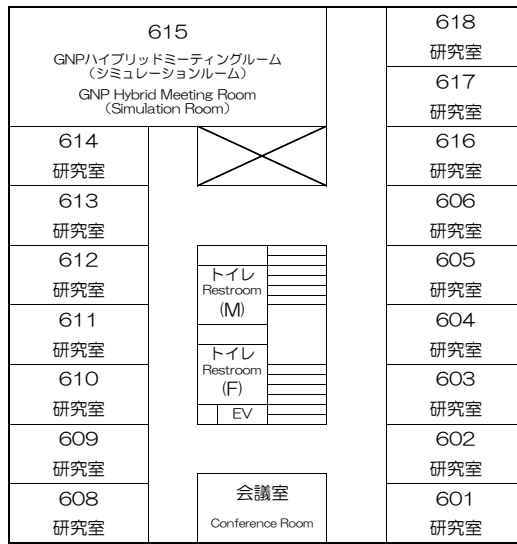 615
GNPハイブリッドミーティングルーム
（シミュレーションルーム）
GNP Hybrid Meeting Room
(Simulation Room)
618
研究室
617
研究室
614
研究室
616
研究室
613
研究室
606
研究室
612
研究室
トイレ
Restroom
(M)
605
研究室
611
研究室
604
研究室
トイレ
Restroom
(F)
610
研究室
603
研究室
EV
609
研究室
602
研究室
608
研究室
会議室
Conference Room
601
研究室